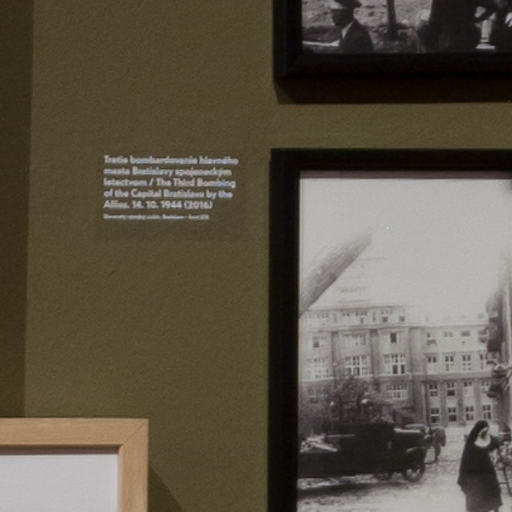 Tretie bombardovanie hlavného
mesta Bratislavy spojeneckým
letectvom / The Third Bombing
of the Capital Bratislava by the
Allies. 14. 10. 1944 (2016)